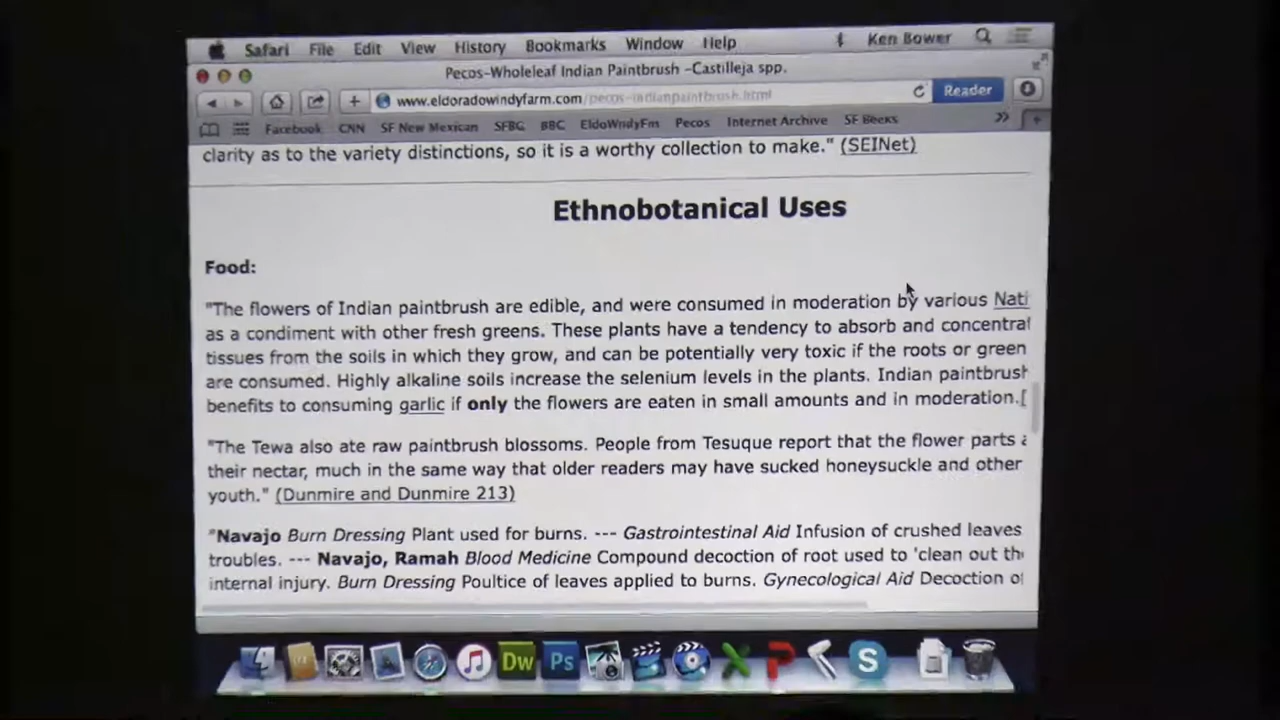 Safari File Edit View History Bookmarks Window Help Ken Bower
Pecos-Wholeleaf Indian Paintbrush -Castilleja spp.
www.eldoradowindyfarm.com/pecos-indianpaintbrush.html Reader
Facebook CNN SF New Mexican SFBG BBC EldoWndyFm Pecos Internet Archive SF Beeks
clarity as to the variety distinctions, so it is a worthy collection to make." (SEINet)
Ethnobotanical Uses
Food:
"The flowers of Indian paintbrush are edible, and were consumed in moderation by various Nati
as a condiment with other fresh greens. These plants have a tendency to absorb and concentrat
tissues from the soils in which they grow, and can be potentially very toxic if the roots or green
are consumed. Highly alkaline soils increase the selenium levels in the plants. Indian paintbrush
benefits to consuming garlic if only the flowers are eaten in small amounts and in moderation.[
"The Tewa also ate raw paintbrush blossoms. People from Tesuque report that the flower parts a
their nectar, much in the same way that older readers may have sucked honeysuckle and other
youth." (Dunmire and Dunmire 213)
"Navajo Burn Dressing Plant used for burns. --- Gastrointestinal Aid Infusion of crushed leaves
troubles. --- Navajo, Ramah Blood Medicine Compound decoction of root used to 'clean out th
internal injury. Burn Dressing Poultice of leaves applied to burns. Gynecological Aid Decoction o
Dw Ps S